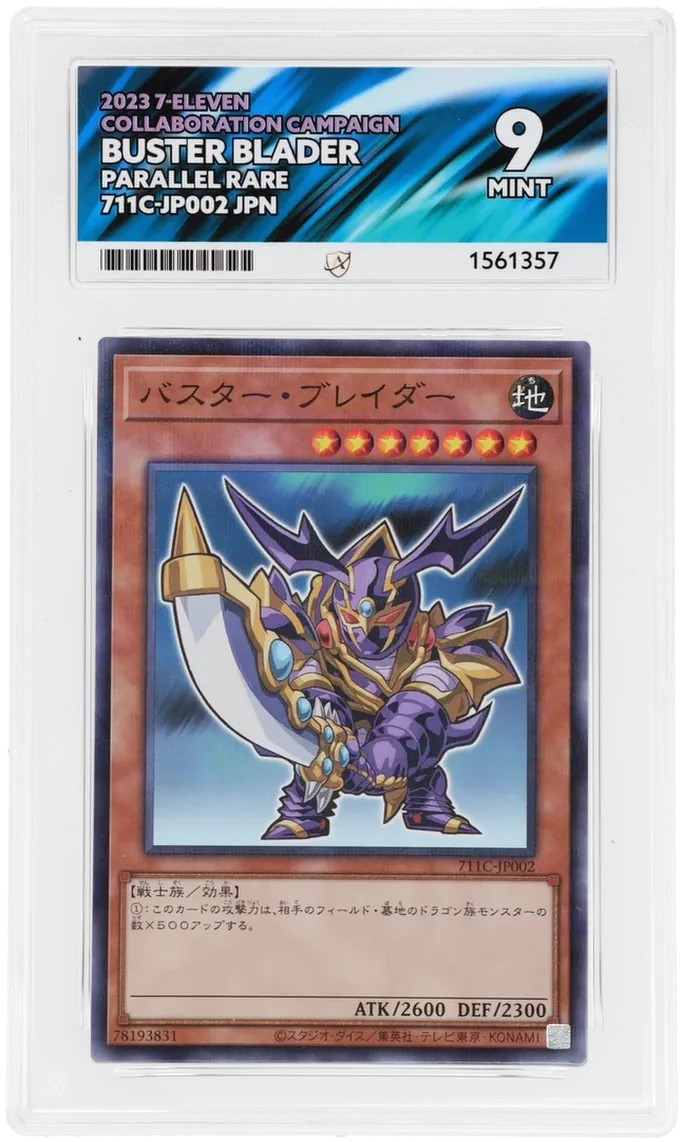 2023 7-ELEVEN
COLLABORATION CAMPAIGN
BUSTER BLADER
PARALLEL RARE
711C-JP002 JPN
9
MINT
1561357
バスター・ブレイダー
地
711C-JP002
【戦士族/効果】
①:このカードの攻撃力は、相手のフィールド・墓地のドラゴン族モンスターの
数×500アップする。
ATK/2600 DEF/2300
78193831
©スタジオ・ダイス/集英社・テレビ東京・KONAMI